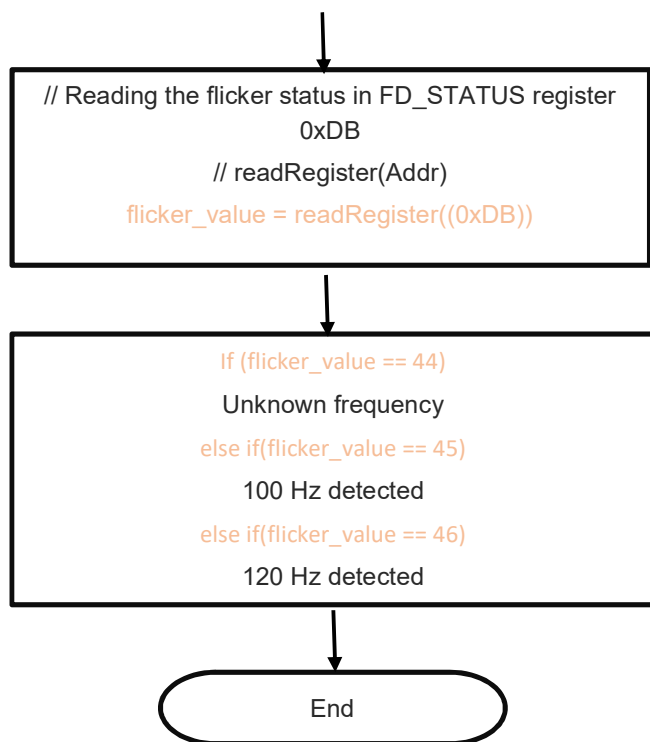 // Reading the flicker status in FD_STATUS register
0xDB
// readRegister(Addr)
flicker_value = readRegister((0xDB))
If (flicker_value == 44)
Unknown frequency
else if(flicker_value == 45)
100 Hz detected
else if(flicker_value == 46)
120 Hz detected
End